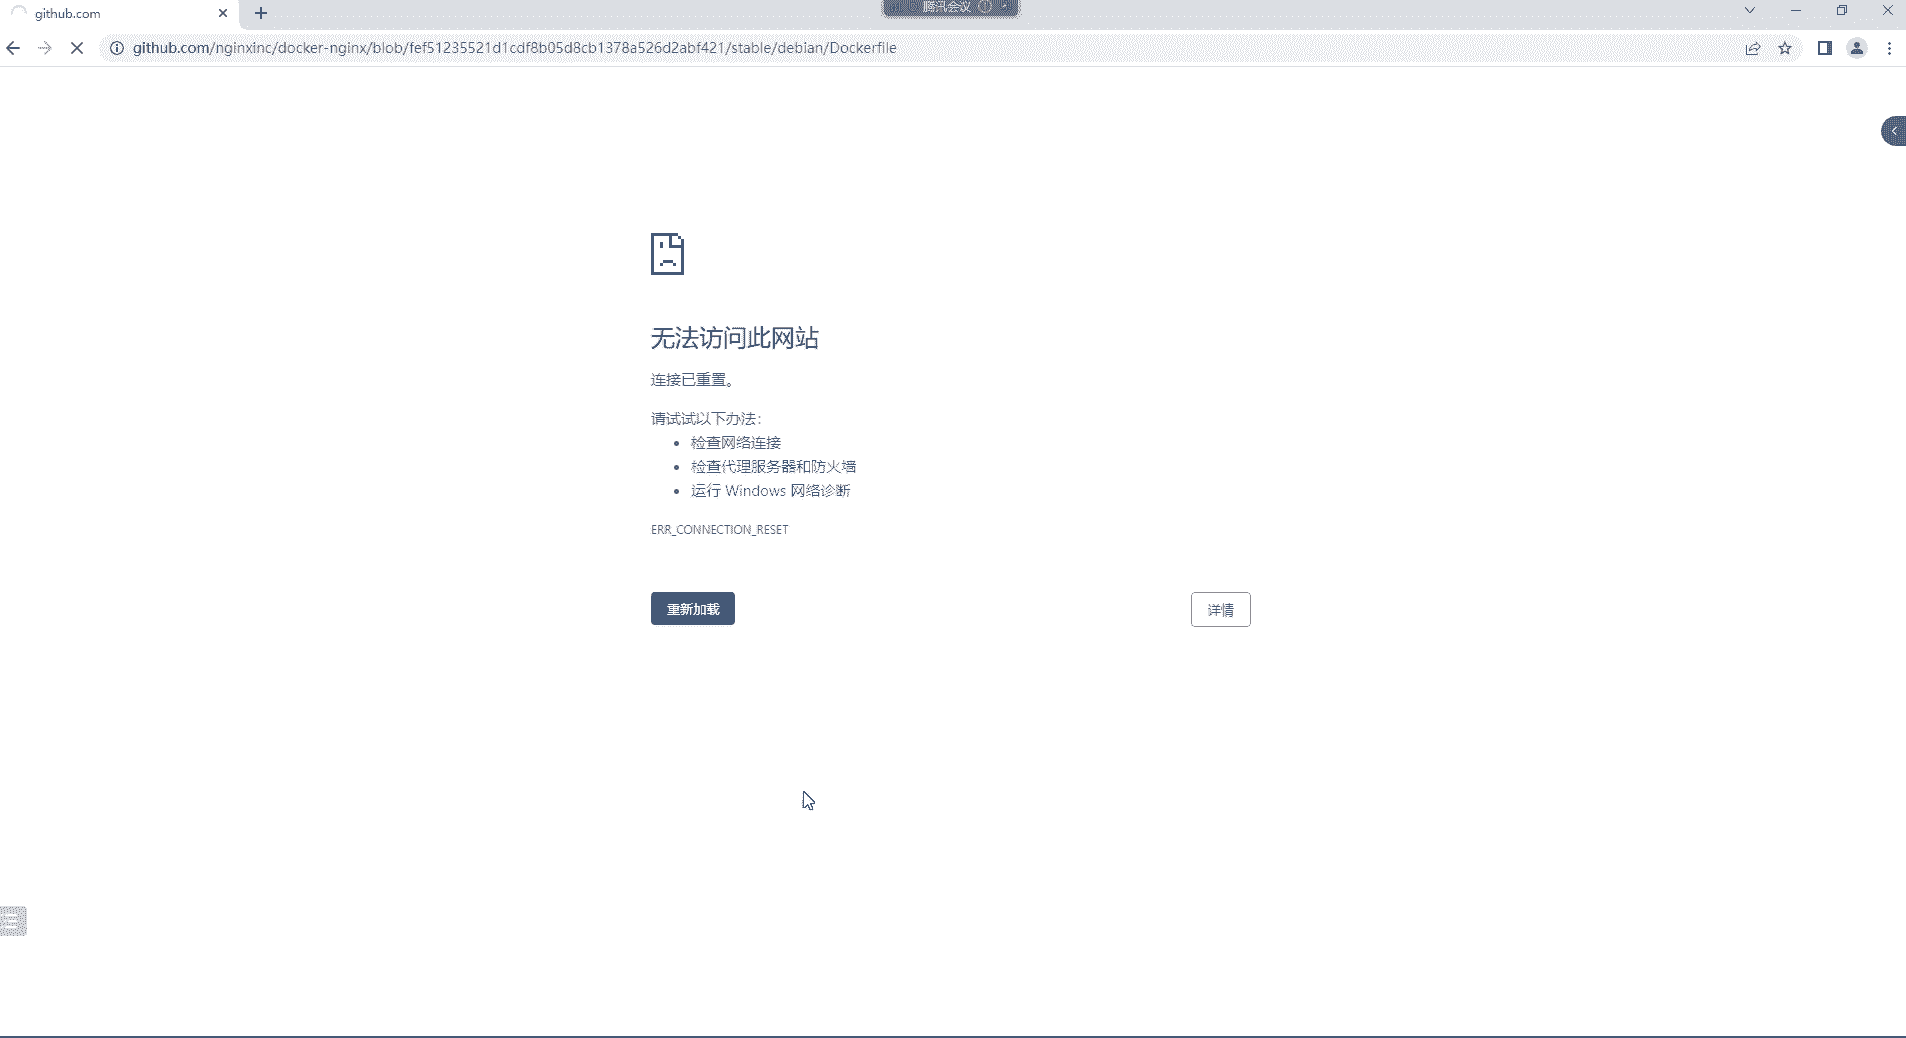 github.com
腾讯会议
github.com/nginxinc/docker-nginx/blob/fef51235521d1cdf8b05d8cb1378a526d2abf421/stable/debian/Dockerfile
无法访问此网站
连接已重置。
请试试以下办法：
• 检查网络连接
• 检查代理服务器和防火墙
• 运行 Windows 网络诊断
ERR_CONNECTION_RESET
重新加载
详情